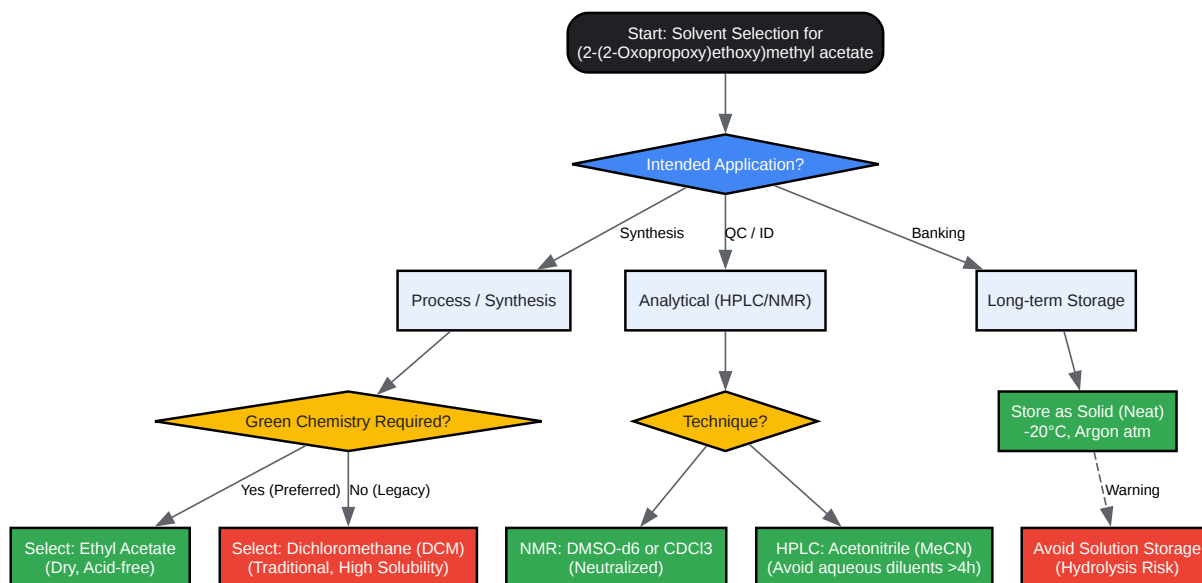 Start: Solvent Selection for
(2-(2-Oxopropoxy)ethoxy)methyl acetate
Intended Application?
Synthesis
QC / ID
Banking
Process / Synthesis
Analytical (HPLC/NMR)
Long-term Storage
Green Chemistry Required?
Technique?
Store as Solid (Neat)
-20°C, Argon atm
Yes (Preferred)
No (Legacy)
Warning
Select: Ethyl Acetate
(Dry, Acid-free)
Select: Dichloromethane (DCM)
(Traditional, High Solubility)
NMR: DMSO-d6 or CDCl3
(Neutralized)
HPLC: Acetonitrile (MeCN)
(Avoid aqueous diluents >4h)
Avoid Solution Storage
(Hydrolysis Risk)